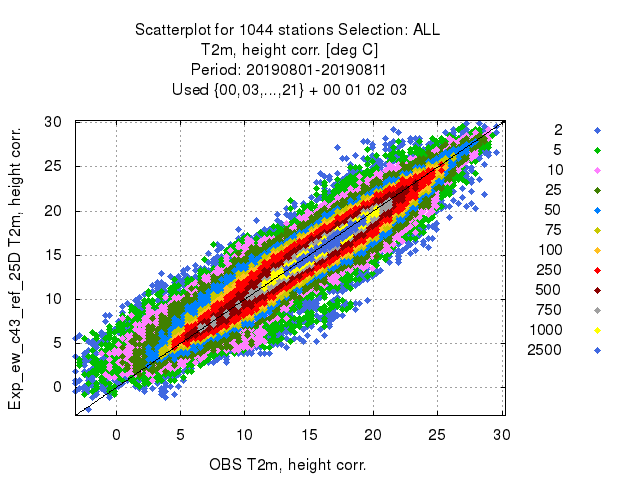 Scatterplot for 1044 stations Selection: ALL
T2m, height corr. [deg C]
Period: 20190801-20190811
Used {00,03,...,21} + 00 01 02 03
Exp_ew_c43_ref_25D T2m, height corr.
30
25
20
15
10
5
0
0 5 10 15 20 25 30
OBS T2m, height corr.
2
5
10
25
50
75
100
250
500
750
1000
2500